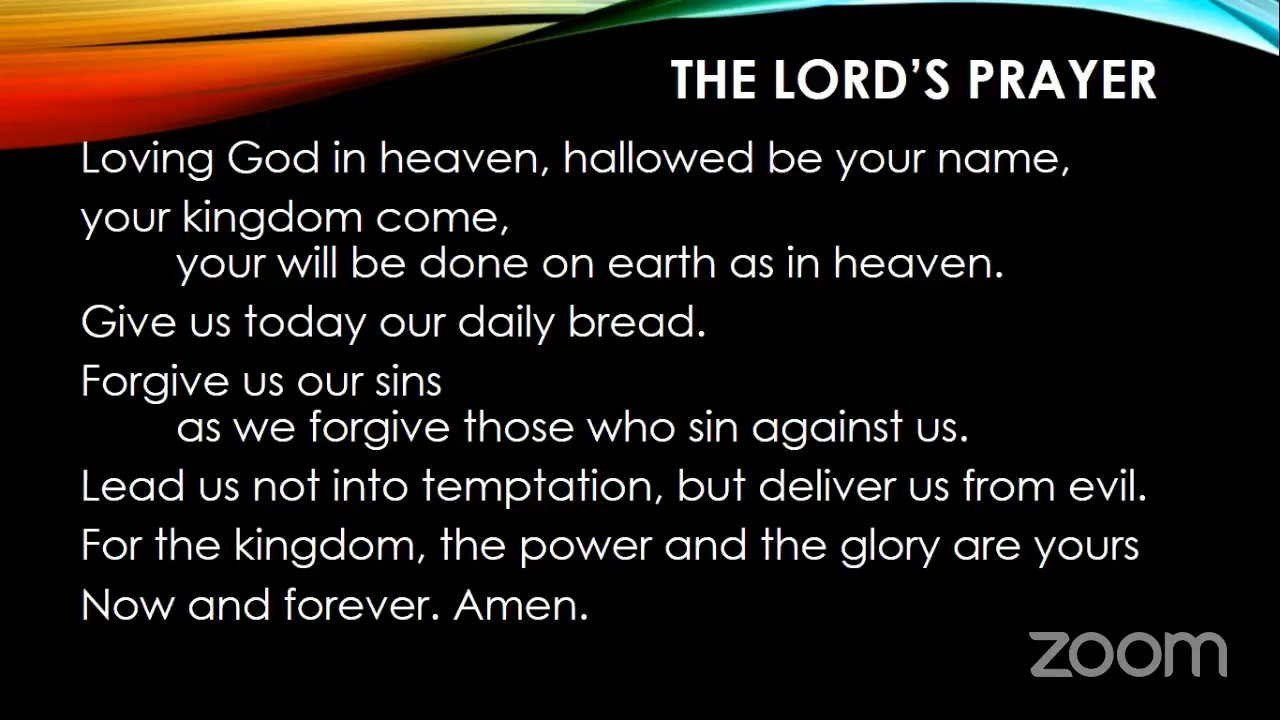 THE LORD’S PRAYER
Loving God in heaven, hallowed be your name,
your kingdom come,
your will be done on earth as in heaven.
Give us today our daily bread.
Forgive us our sins
as we forgive those who sin against us.
Lead us not into temptation, but deliver us from evil.
For the kingdom, the power and the glory are yours
Now and forever. Amen.
zoom